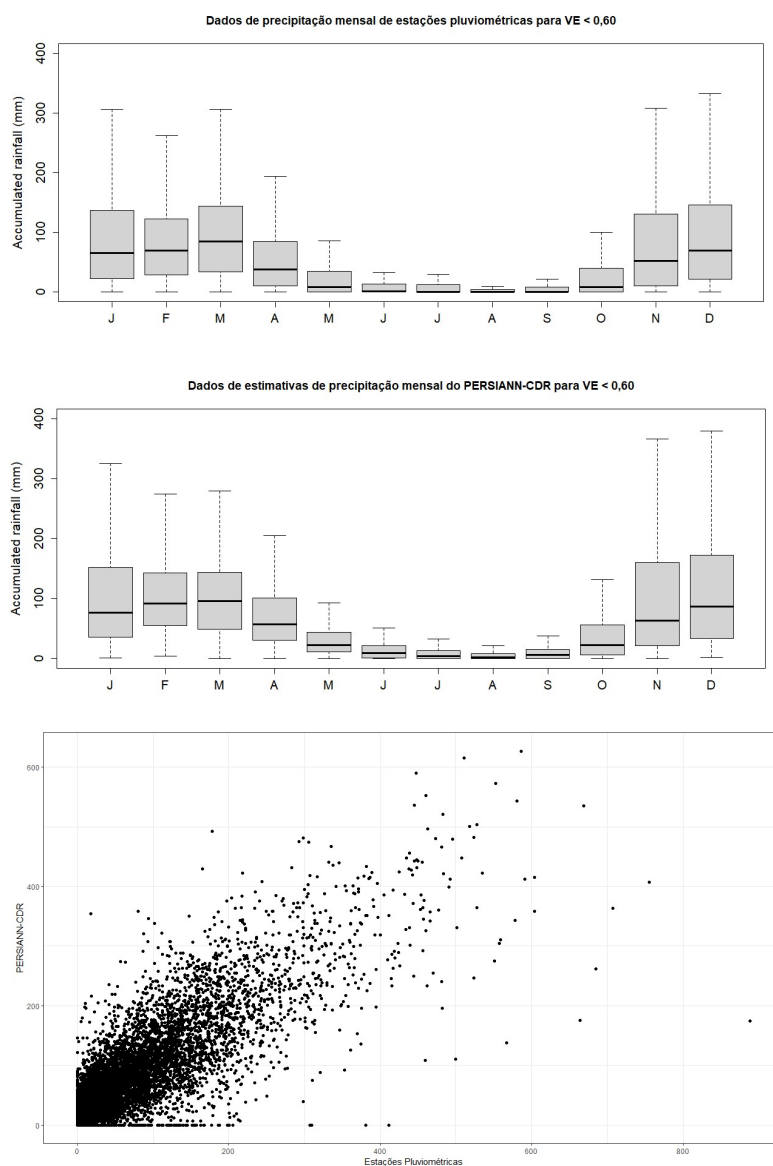 Dados de precipitação mensal de estações pluviométricas para VE < 0,60
Accumulated rainfall (mm)
400
300
200
100
0
J F M A M J J A S O N D
Dados de estimativas de precipitação mensal do PERSIANN-CDR para VE < 0,60
Accumulated rainfall (mm)
400
300
200
100
0
J F M A M J J A S O N D
PERSIANN-CDR
600
400
200
0
0 200 400 600 800
Estações Pluviométricas